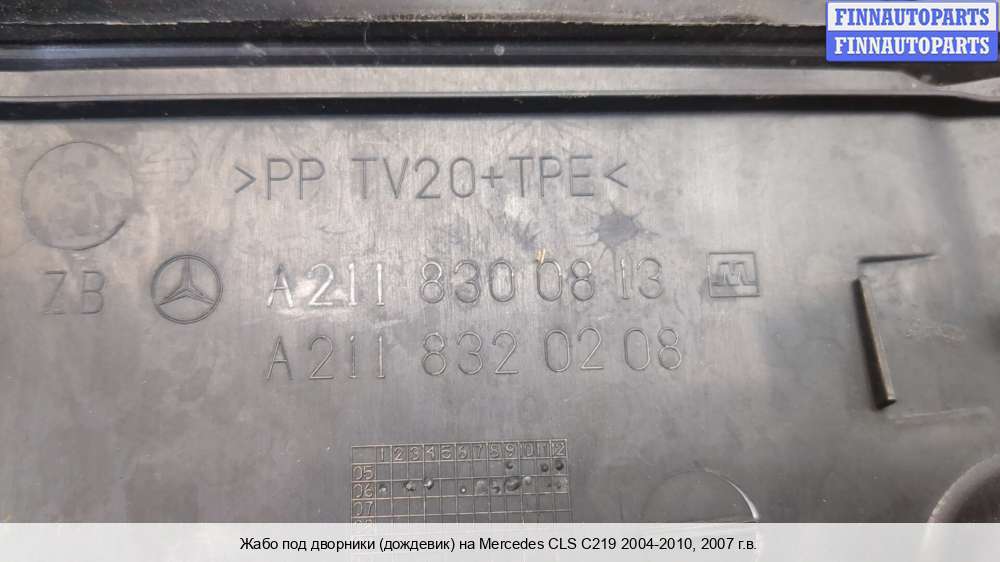 FINNAUTOPARTS
FINNAUTOPARTS
>PP TV20+TPE<
ZB A211 830 08 13
A211 832 02 08
1 2 3 4 5 6 7 8 9 10 11 12
05
06
07
Жабо под дворники (дождевик) на Mercedes CLS C219 2004-2010, 2007 г.в.